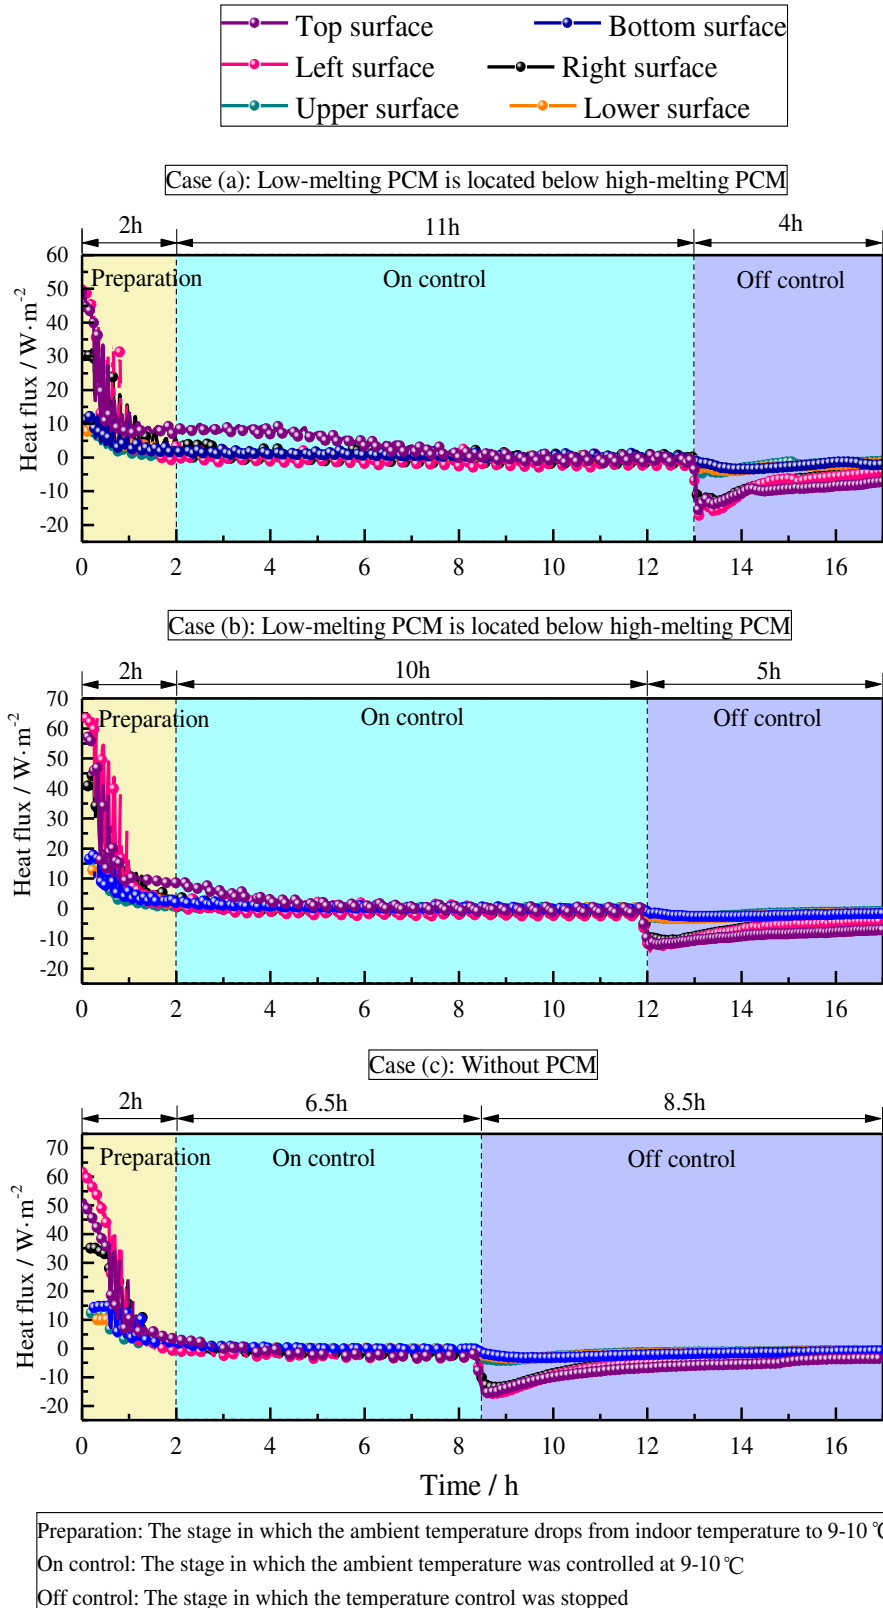 Top surface Bottom surface
Left surface Right surface
Upper surface Lower surface
Case (a): Low-melting PCM is located below high-melting PCM
2h 11h 4h
Preparation On control Off control
Heat flux / W·m⁻²
60
50
40
30
20
10
0
-10
-20
0 2 4 6 8 10 12 14 16
Case (b): Low-melting PCM is located below high-melting PCM
2h 10h 5h
Preparation On control Off control
Heat flux / W·m⁻²
70
60
50
40
30
20
10
0
-10
-20
0 2 4 6 8 10 12 14 16
Case (c): Without PCM
2h 6.5h 8.5h
Preparation On control Off control
Heat flux / W·m⁻²
70
60
50
40
30
20
10
0
-10
-20
0 2 4 6 8 10 12 14 16
Time / h
Preparation: The stage in which the ambient temperature drops from indoor temperature to 9-10 ℃
On control: The stage in which the ambient temperature was controlled at 9-10 ℃
Off control: The stage in which the temperature control was stopped